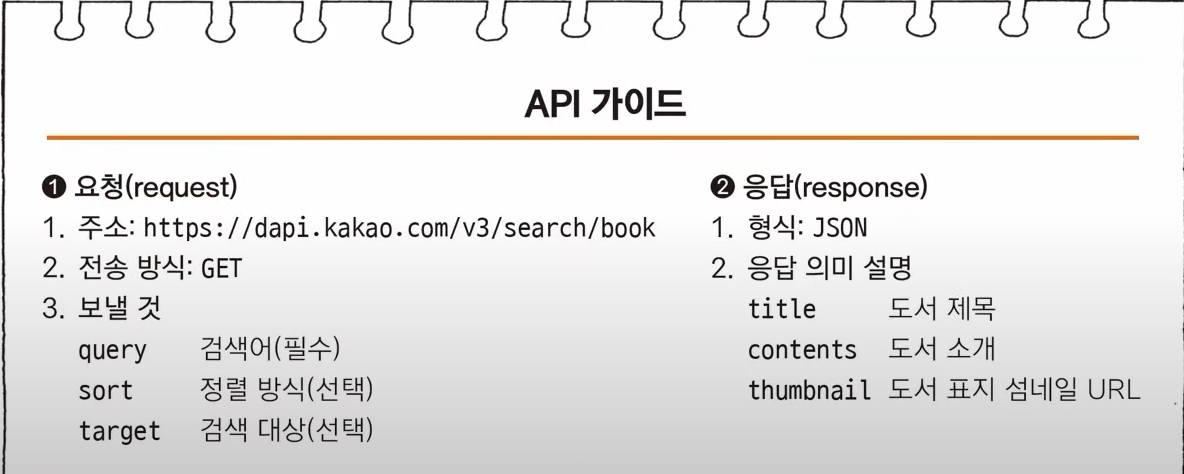 API 가이드
❶ 요청(request)
1. 주소: https://dapi.kakao.com/v3/search/book
2. 전송 방식: GET
3. 보낼 것
query 검색어(필수)
sort 정렬 방식(선택)
target 검색 대상(선택)
❷ 응답(response)
1. 형식: JSON
2. 응답 의미 설명
title 도서 제목
contents 도서 소개
thumbnail 도서 표지 섬네일 URL